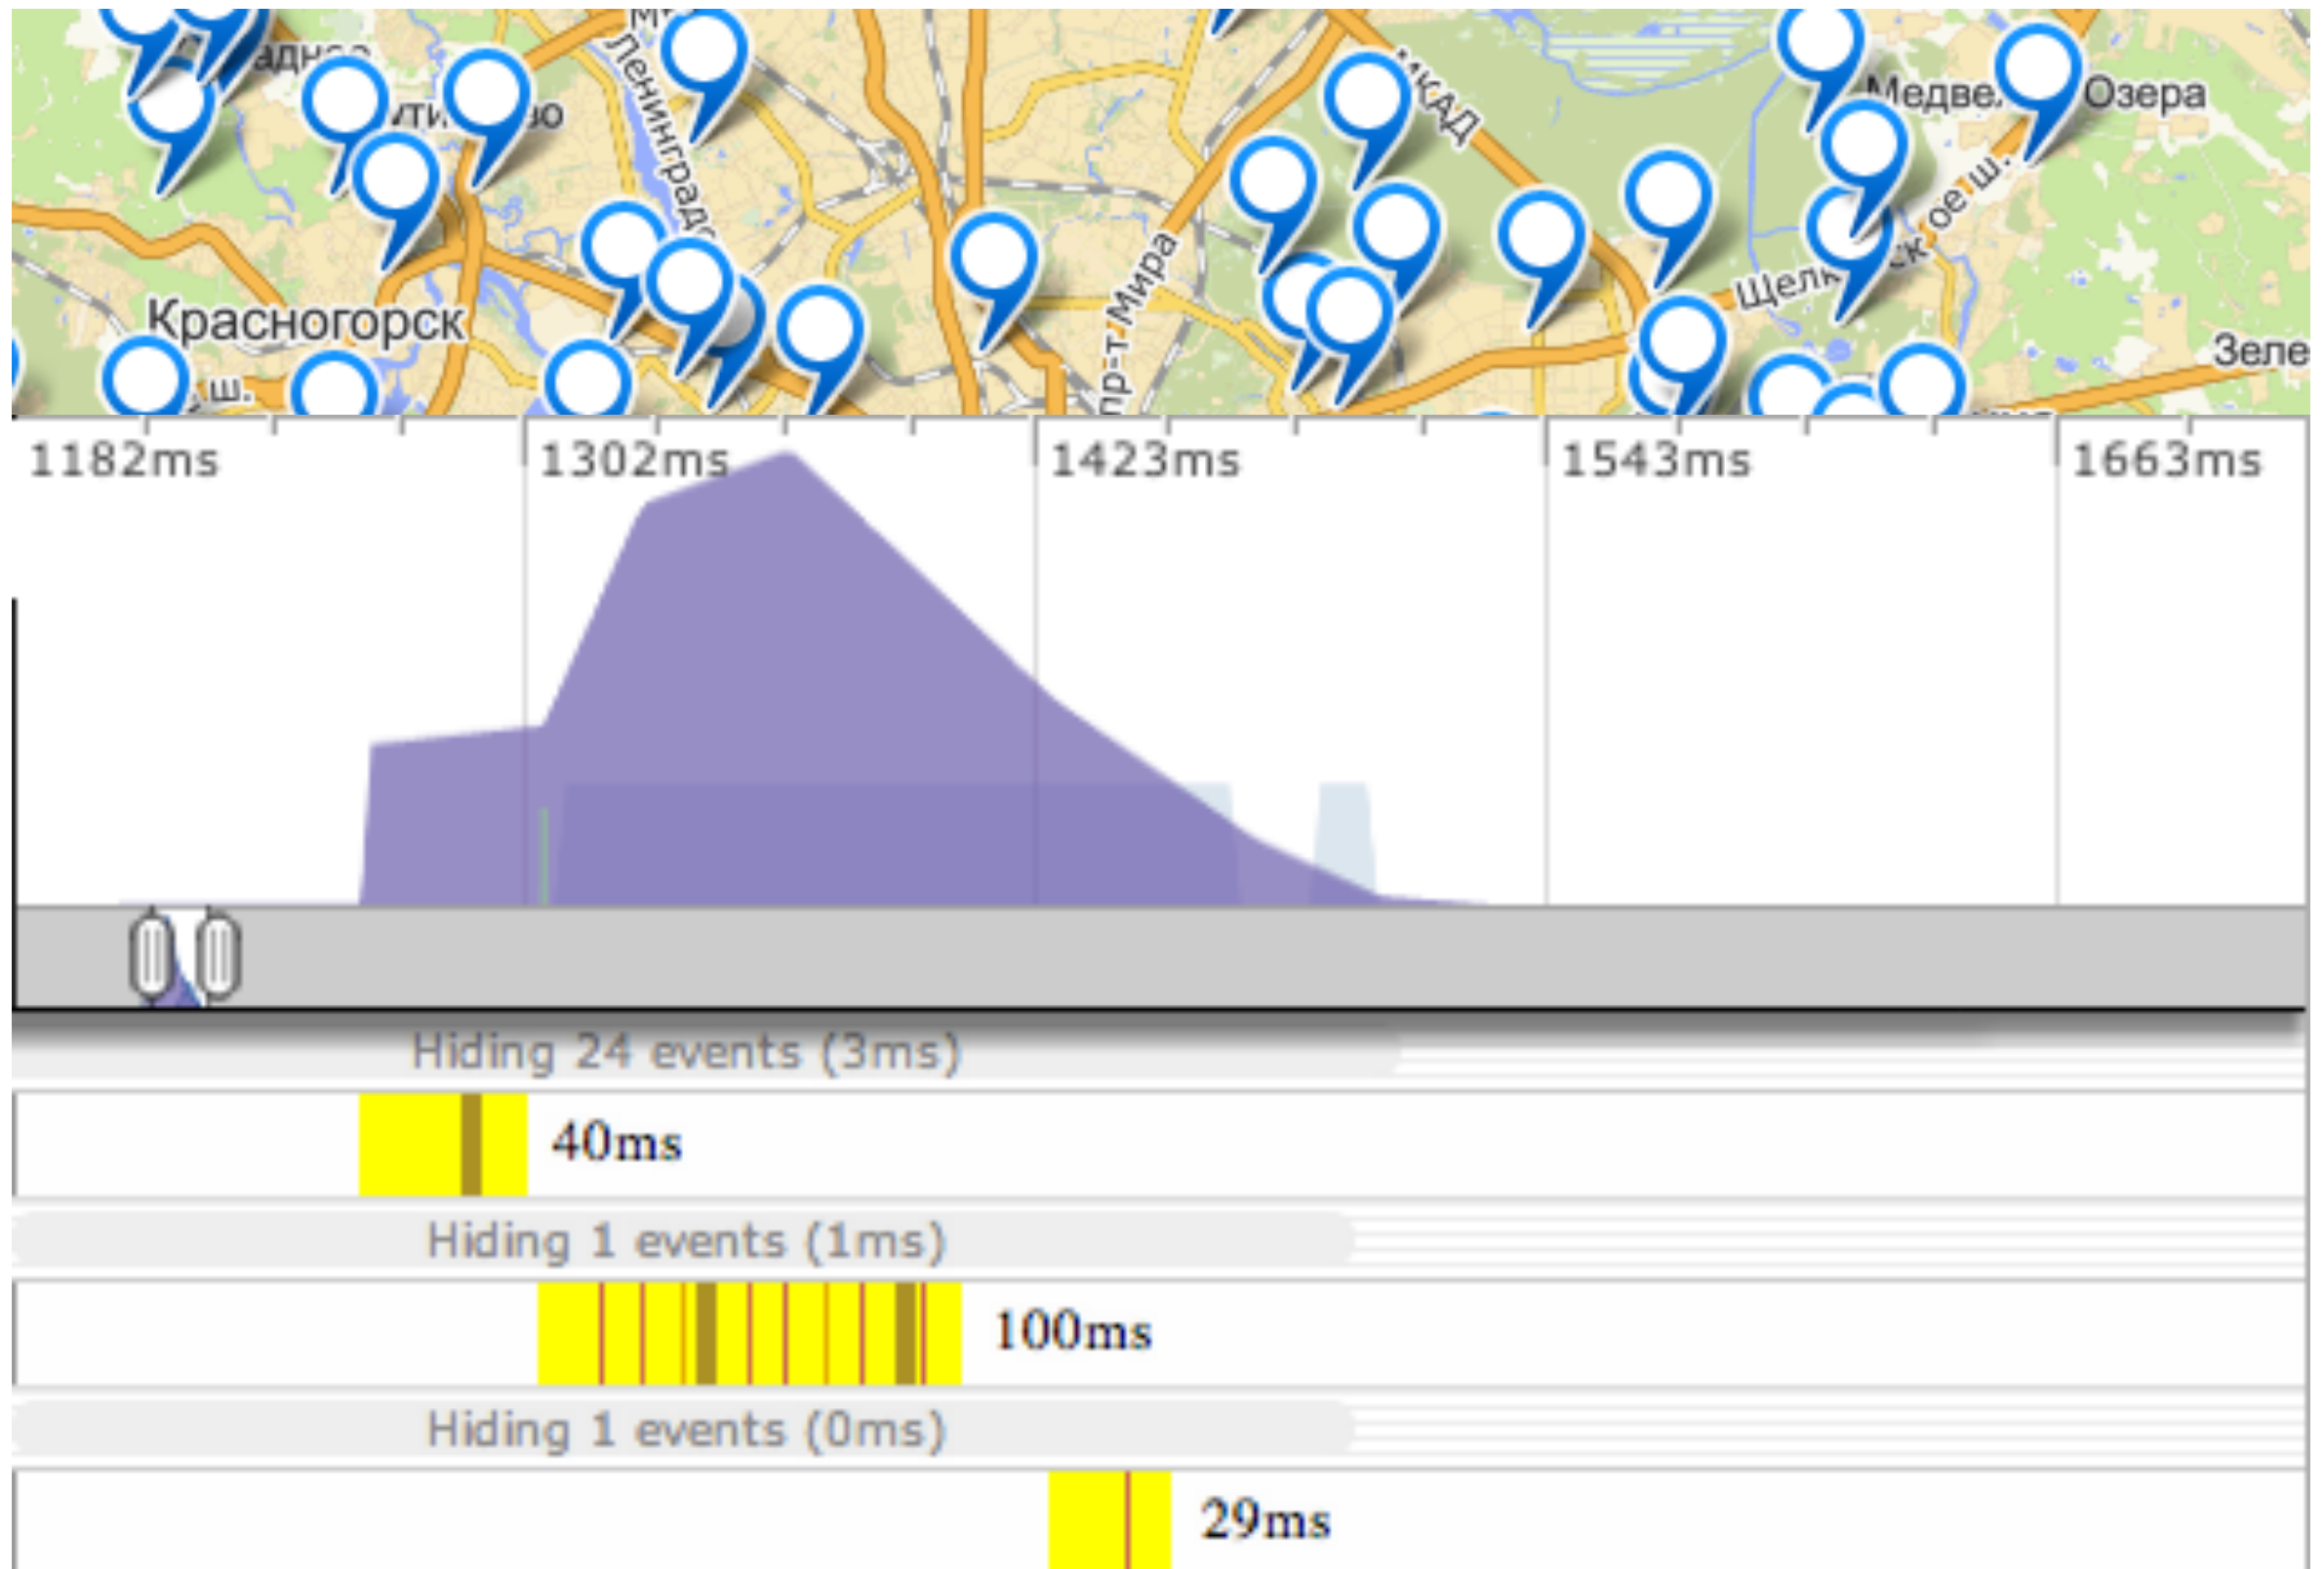 МКАД
Озера
Красногорск
пр-т Мира
ш.
1182ms 1302ms 1423ms 1543ms 1663ms
Hiding 24 events (3ms)
40ms
Hiding 1 events (1ms)
100ms
Hiding 1 events (0ms)
29ms